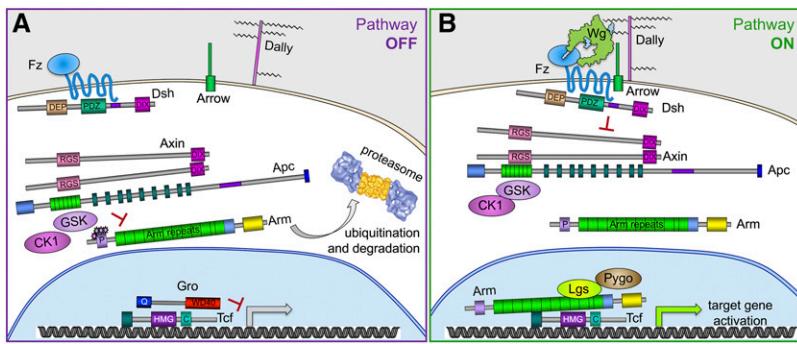 A
Pathway
OFF
Fz
Dally
Arrow
DEP
PDZ
DIX
Dsh
Axin
RGS
DIX
RGS
DIX
Apc
proteasome
GSK
CK1
P
Arm repeats
Arm
ubiquitination
and degradation
Gro
Q
WD40
HMG
C
Tcf
B
Pathway
ON
Wg
Fz
Dally
Arrow
DEP
PDZ
DIX
Dsh
RGS
DIX
RGS
DIX
Axin
Apc
GSK
CK1
P
Arm repeats
Arm
Arm
Lgs
Pygo
HMG
C
Tcf
target gene
activation